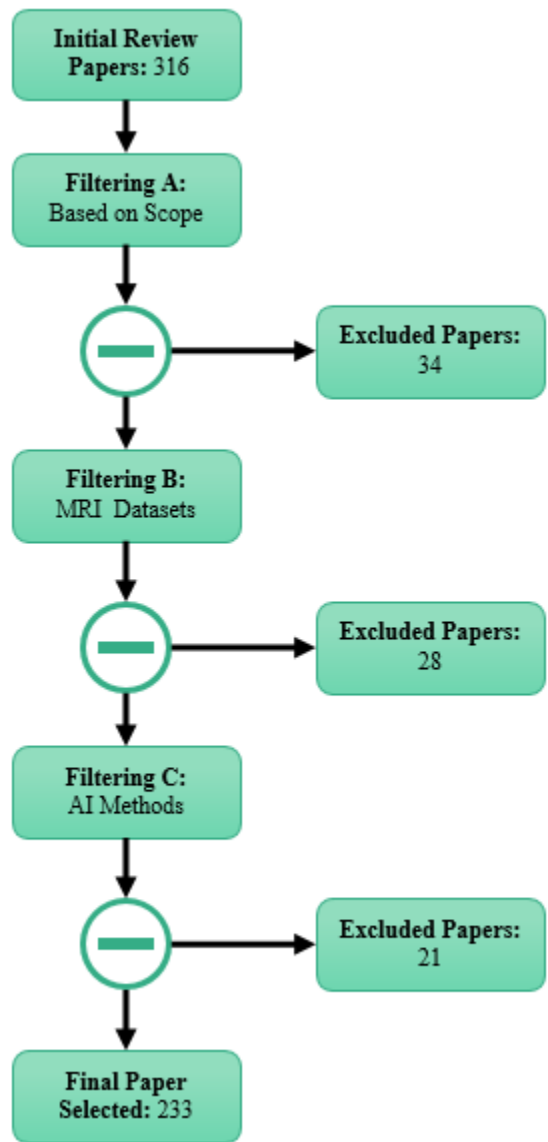 Initial Review
Papers: 316
Filtering A:
Based on Scope
Excluded Papers:
34
Filtering B:
MRI Datasets
Excluded Papers:
28
Filtering C:
AI Methods
Excluded Papers:
21
Final Paper
Selected: 233